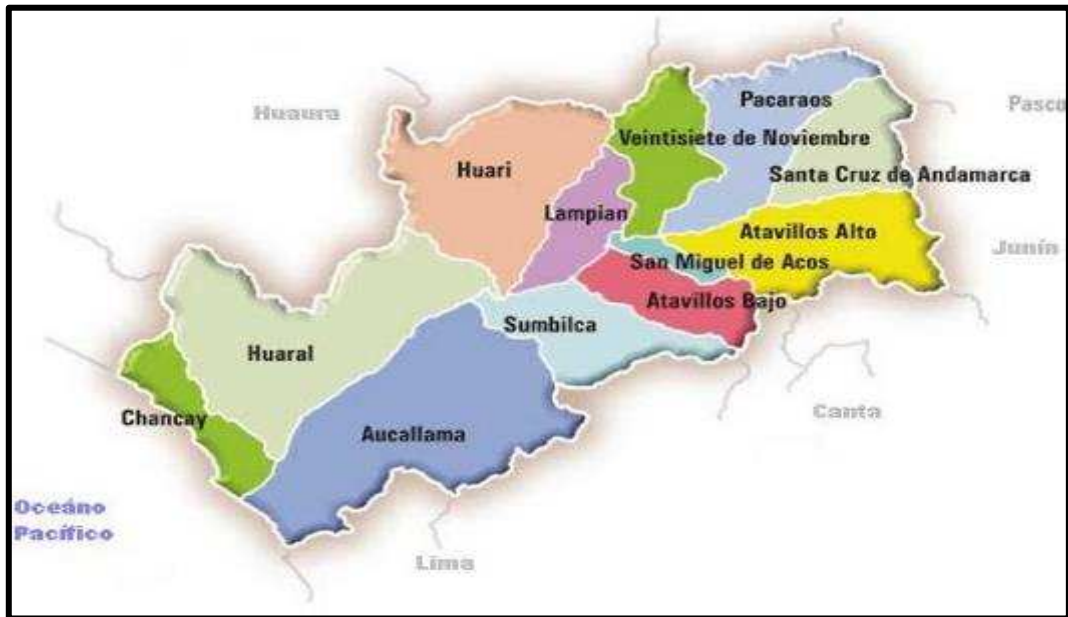 Pacaraos
Pasco
Huaura
Veintisiete de Noviembre
Huari
Santa Cruz de Andamarca
Lampian
Atavillos Alto
Junín
San Miguel de Acos
Atavillos Bajo
Sumbilca
Huaral
Canta
Chancay
Aucallama
Oceáno
Pacífico
Lima